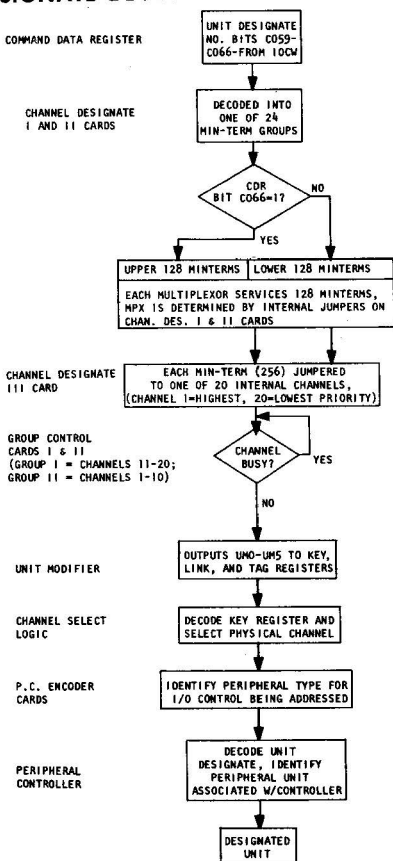 COMMAND DATA REGISTER
UNIT DESIGNATE
NO. BITS C059-
C066-FROM IOCW
CHANNEL DESIGNATE
I AND II CARDS
DECODED INTO
ONE OF 24
MIN-TERM GROUPS
CDR
BIT C066=1?
NO
YES
UPPER 128 MINTERMS
LOWER 128 MINTERMS
EACH MULTIPLEXOR SERVICES 128 MINTERMS,
MPX IS DETERMINED BY INTERNAL JUMPERS ON
CHAN. DES. I & II CARDS
CHANNEL DESIGNATE
III CARD
EACH MIN-TERM (256) JUMPERED
TO ONE OF 20 INTERNAL CHANNELS,
(CHANNEL 1=HIGHEST, 20=LOWEST PRIORITY)
GROUP CONTROL
CARDS I & II
(GROUP I = CHANNELS 11-20;
GROUP II = CHANNELS 1-10)
CHANNEL
BUSY?
YES
NO
UNIT MODIFIER
OUTPUTS UM0-UM5 TO KEY,
LINK, AND TAG REGISTERS
CHANNEL SELECT
LOGIC
DECODE KEY REGISTER AND
SELECT PHYSICAL CHANNEL
P.C. ENCODER
CARDS
IDENTIFY PERIPHERAL TYPE FOR
I/O CONTROL BEING ADDRESSED
PERIPHERAL
CONTROLLER
DECODE UNIT
DESIGNATE, IDENTIFY
PERIPHERAL UNIT
ASSOCIATED W/CONTROLLER
DESIGNATED
UNIT